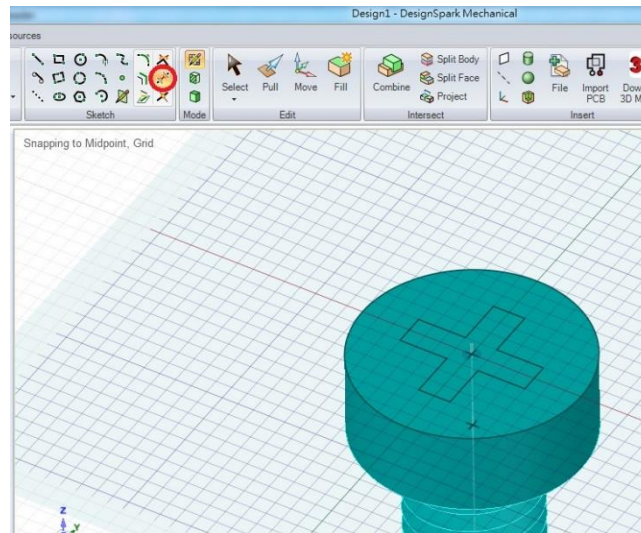 Design1 - DesignSpark Mechanical
ources
Select
Pull
Move
Fill
Combine
Split Body
Split Face
Project
File
Import
PCB
Dow
3D M
Sketch
Mode
Edit
Intersect
Insert
Snapping to Midpoint, Grid
Z
Y